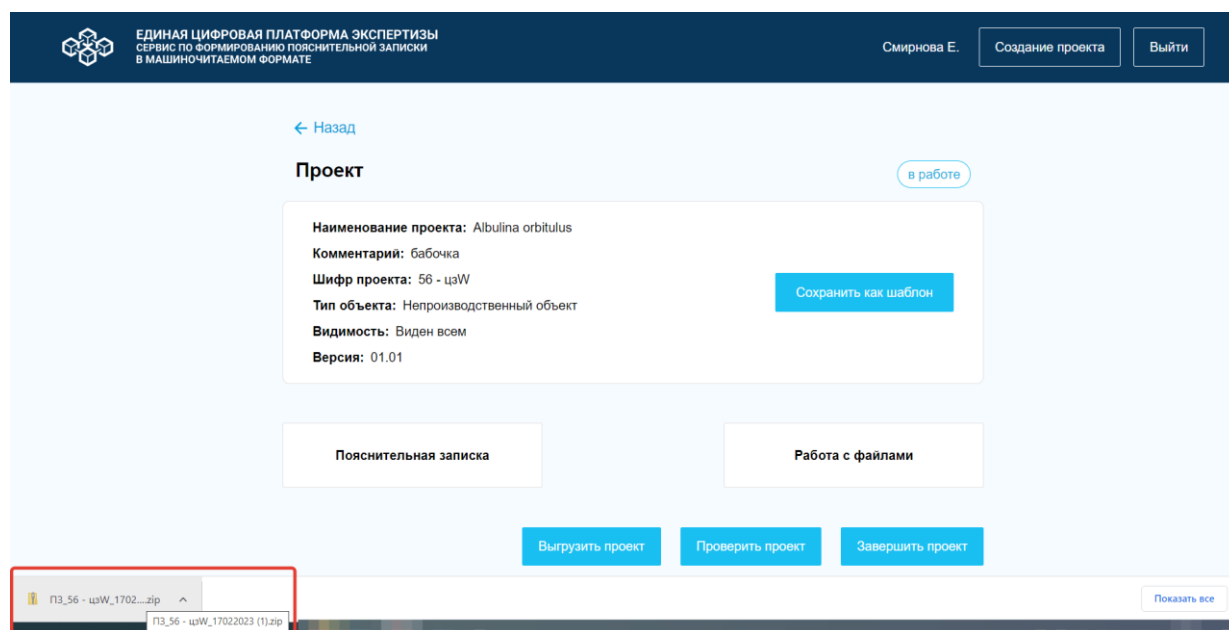 ЕДИНАЯ ЦИФРОВАЯ ПЛАТФОРМА ЭКСПЕРТИЗЫ
СЕРВИС ПО ФОРМИРОВАНИЮ ПОЯСНИТЕЛЬНОЙ ЗАПИСКИ
В МАШИНОЧИТАЕМОМ ФОРМАТЕ
Смирнова Е.
Создание проекта
Выйти
← Назад
Проект
в работе
Наименование проекта: Albulina orbitulus
Комментарий: бабочка
Шифр проекта: 56 - цзW
Тип объекта: Непроизводственный объект
Видимость: Виден всем
Версия: 01.01
Сохранить как шаблон
Пояснительная записка
Работа с файлами
Выгрузить проект
Проверить проект
Завершить проект
ПЗ_56 - цзW_1702....zip
Показать все
ПЗ_56 - цзW_17022023 (1).zip